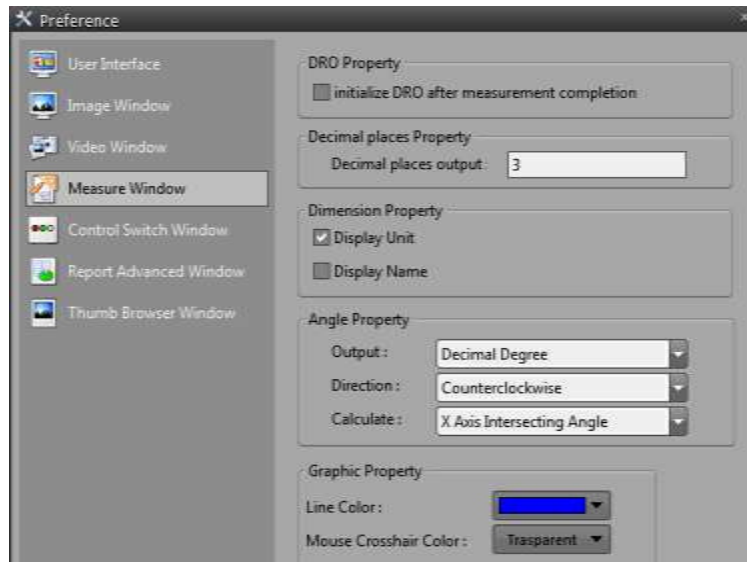 Preference
User Interface
Image Window
Video Window
Measure Window
Control Switch Window
Report Advanced Window
Thumb Browser Window
DRO Property
initialize DRO after measurement completion
Decimal places Property
Decimal places output: 3
Dimension Property
Display Unit
Display Name
Angle Property
Output : Decimal Degree
Direction : Counterclockwise
Calculate : X Axis Intersecting Angle
Graphic Property
Line Color :
Mouse Crosshair Color : Trasparent